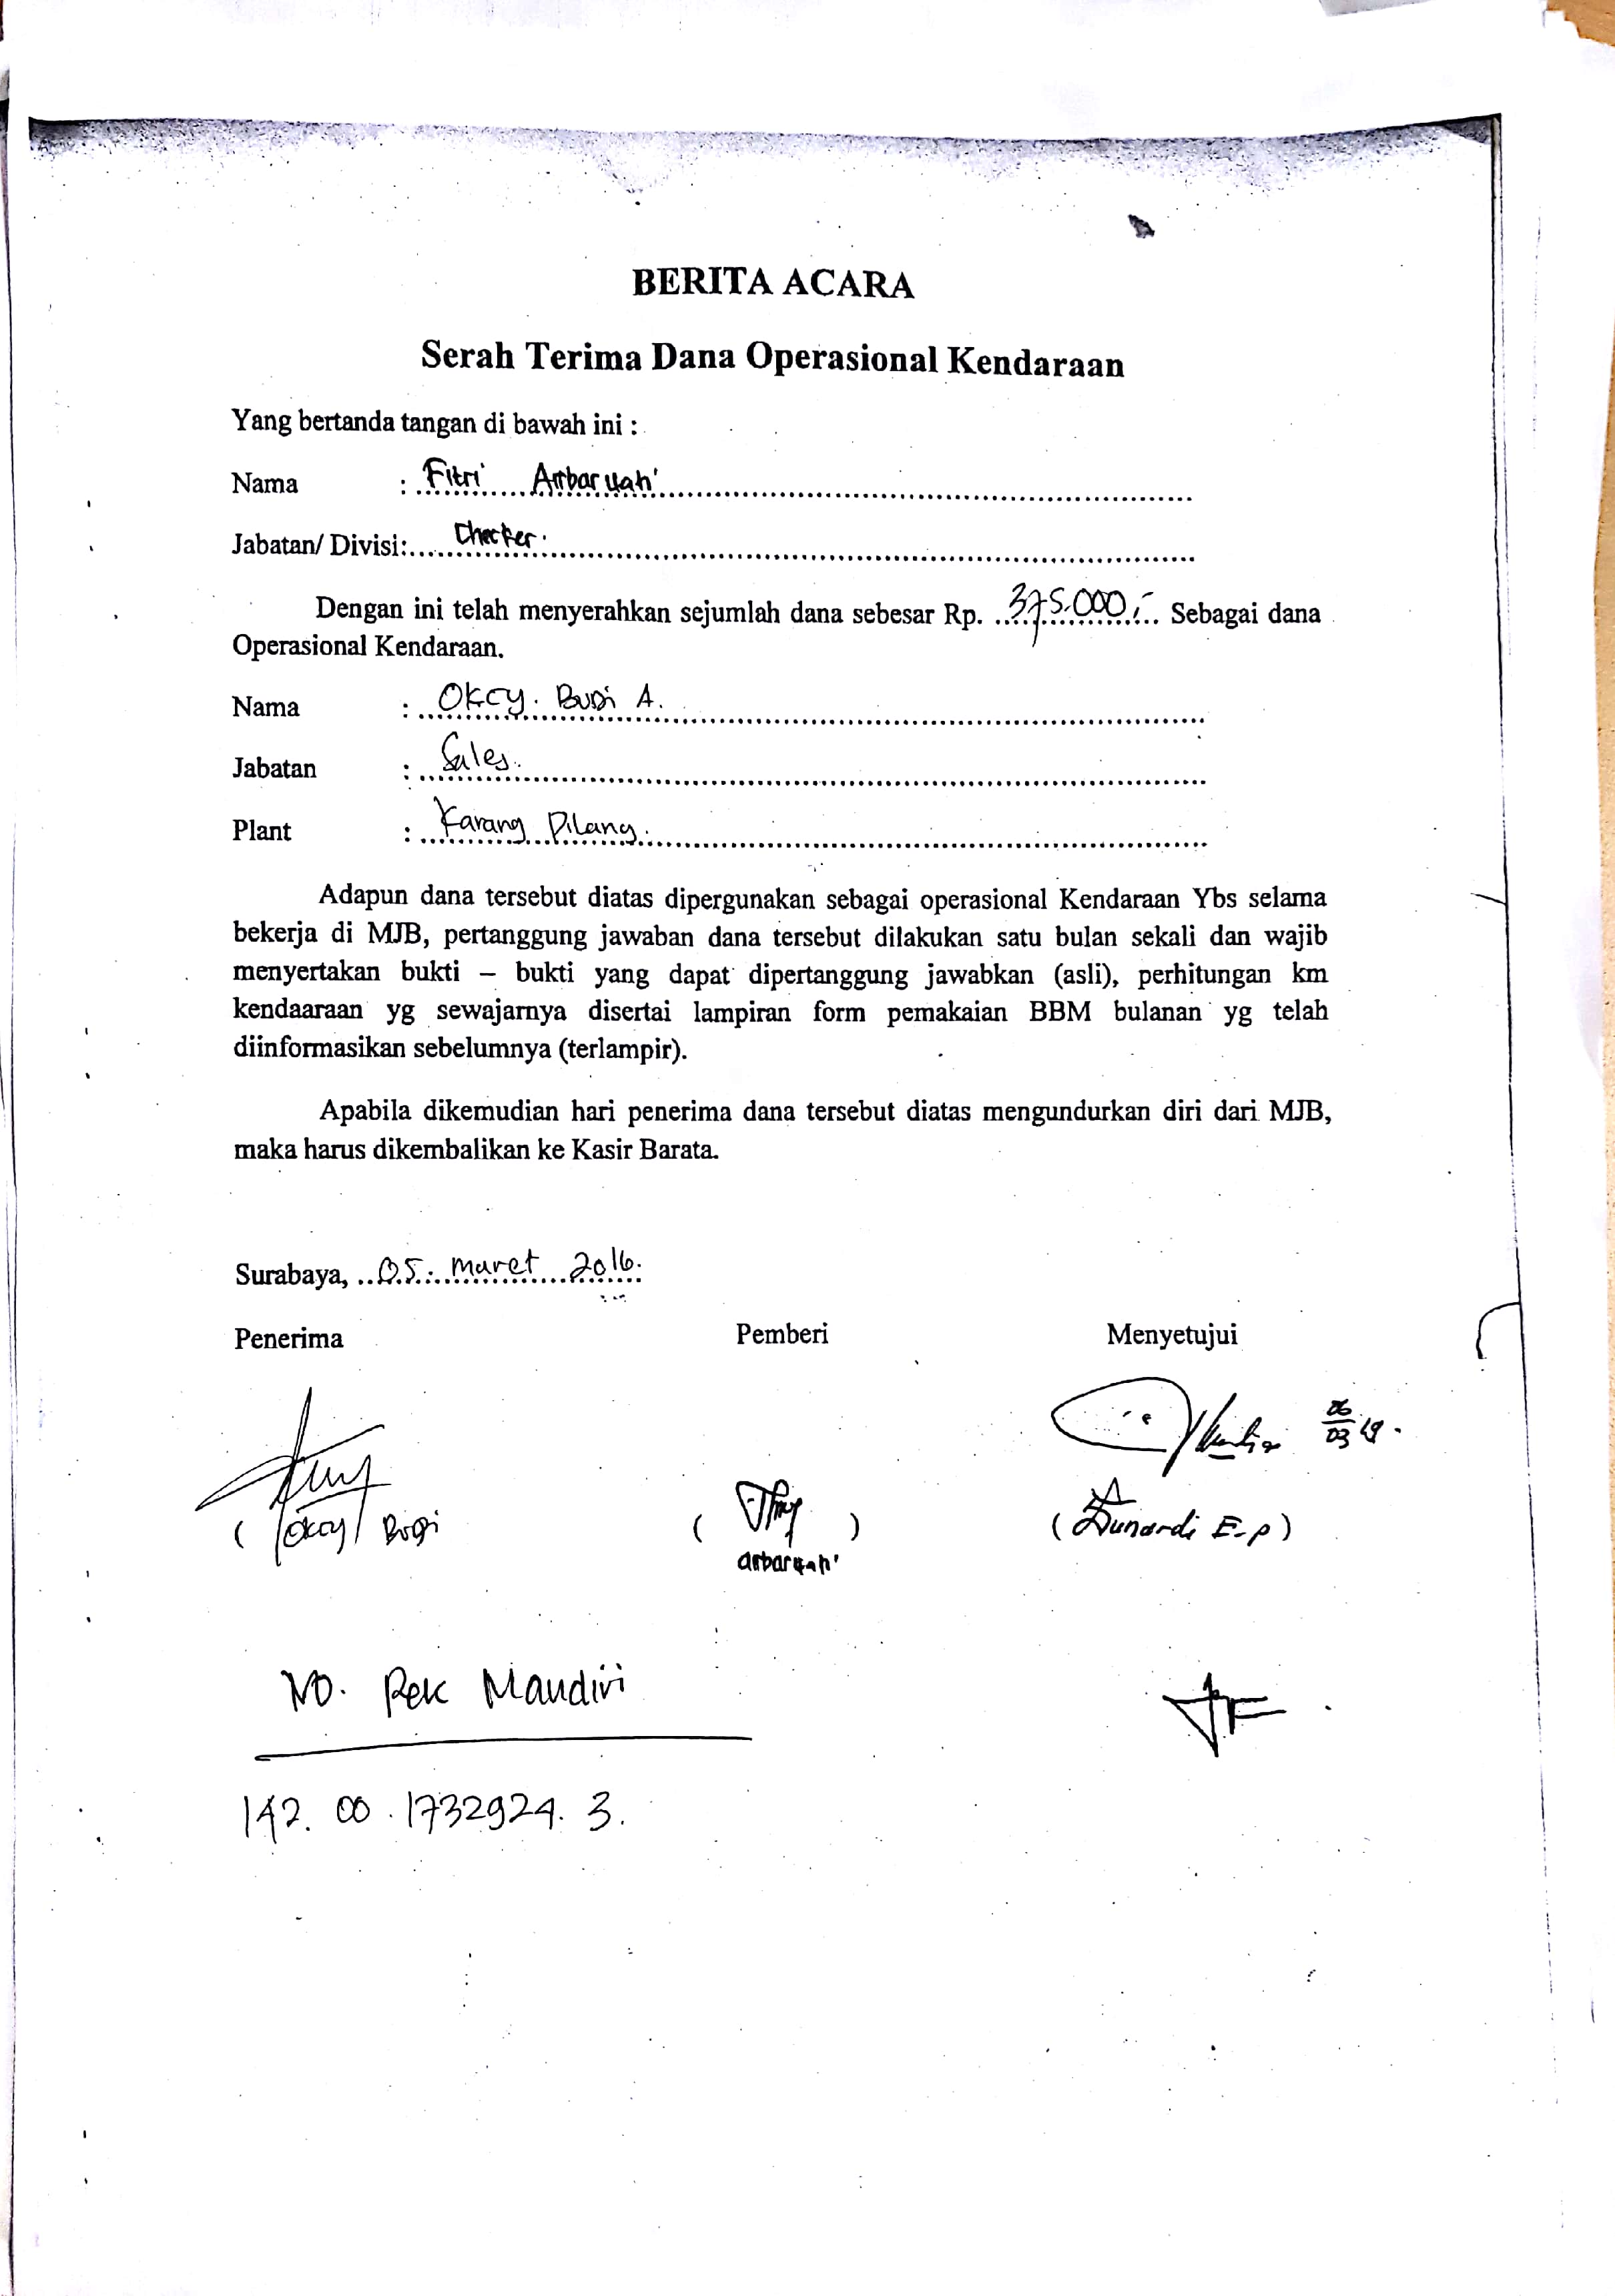 BERITA ACARA
Serah Terima Dana Operasional Kendaraan
Yang bertanda tangan di bawah ini :
Nama : Fitri Arbaryah
Jabatan/ Divisi: Checker.
Dengan ini telah menyerahkan sejumlah dana sebesar Rp. 375.000,- Sebagai dana
Operasional Kendaraan.
Nama : Okcy. Budi A.
Jabatan : Sales.
Plant : Karang Pilang.
Adapun dana tersebut diatas dipergunakan sebagai operasional Kendaraan Ybs selama
bekerja di MJB, pertanggung jawaban dana tersebut dilakukan satu bulan sekali dan wajib
menyertakan bukti – bukti yang dapat dipertanggung jawabkan (asli), perhitungan km
kendaaraan yg sewajarnya disertai lampiran form pemakaian BBM bulanan yg telah
diinformasikan sebelumnya (terlampir).
Apabila dikemudian hari penerima dana tersebut diatas mengundurkan diri dari MJB,
maka harus dikembalikan ke Kasir Barata.
Surabaya, 05. maret 2016.
Penerima Pemberi Menyetujui
06/03
(Okcy Budi) ( ) (Sunardi E-p)
arbaryah
NO. Rek Mandiri
142. 00. 1732924. 3.